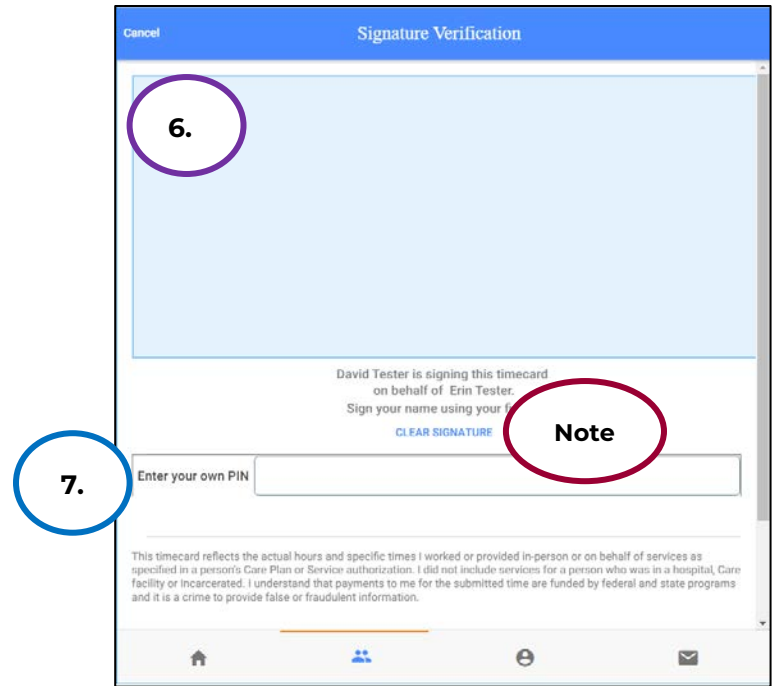 Cancel
Signature Verification
6.
David Tester is signing this timecard
on behalf of Erin Tester.
Sign your name using your
CLEAR SIGNATURE
Note
7.
Enter your own PIN
This timecard reflects the actual hours and specific times I worked or provided in-person or on behalf of services as
specified in a person's Care Plan or Service authorization. I did not include services for a person who was in a hospital, Care
facility or Incarcerated. I understand that payments to me for the submitted time are funded by federal and state programs
and it is a crime to provide false or fraudulent information.